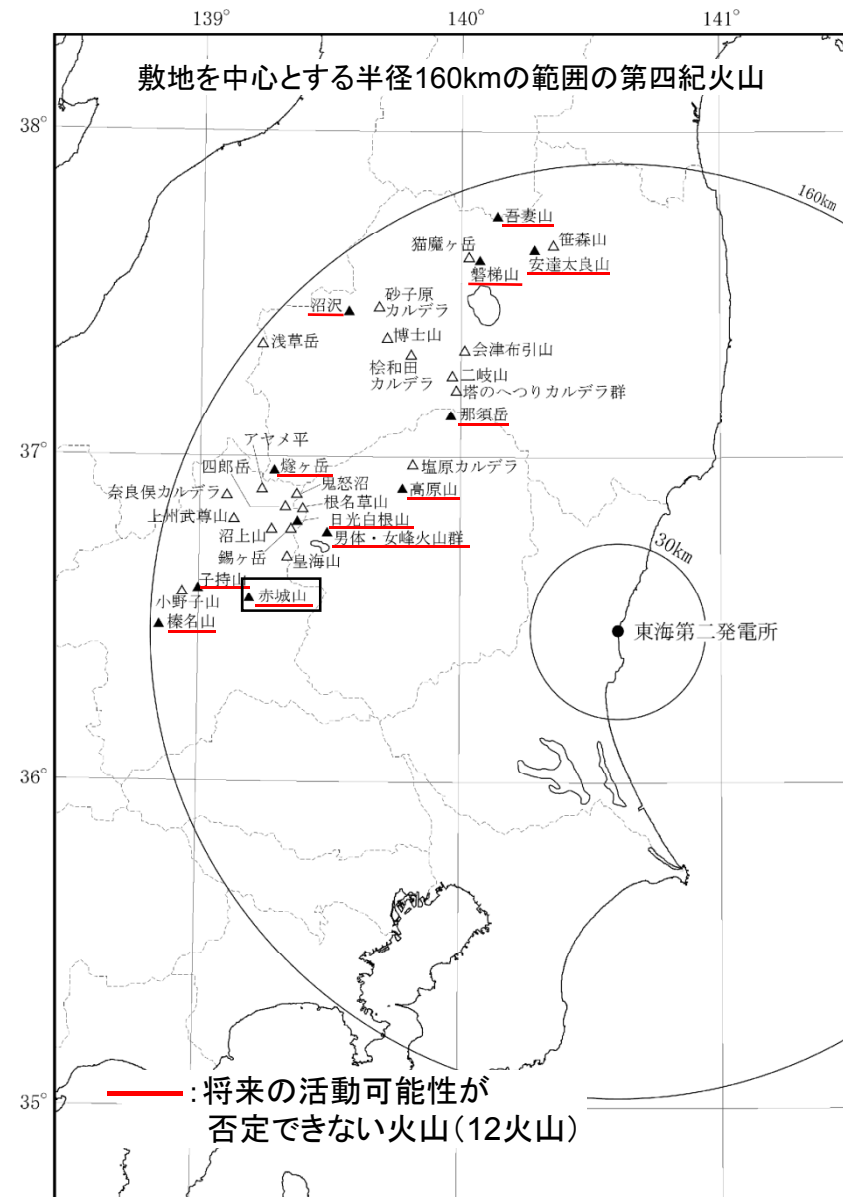 139°
140°
141°
敷地を中心とする半径160kmの範囲の第四紀火山
38°
160km
吾妻山
笹森山
猫魔ヶ岳
安達太良山
磐梯山
砂子原
カルデラ
沼沢
博士山
浅草岳
会津布引山
桧和田
カルデラ
二岐山
塔のへつりカルデラ群
那須岳
37°
アヤメ平
四郎岳
燧ヶ岳
塩原カルデラ
鬼怒沼
奈良俣カルデラ
高原山
根名草山
上州武尊山
日光白根山
沼上山
男体・女峰火山群
錫ヶ岳
皇海山
30km
子持山
小野子山
赤城山
榛名山
東海第二発電所
36°
35°
:将来の活動可能性が
否定できない火山(12火山)